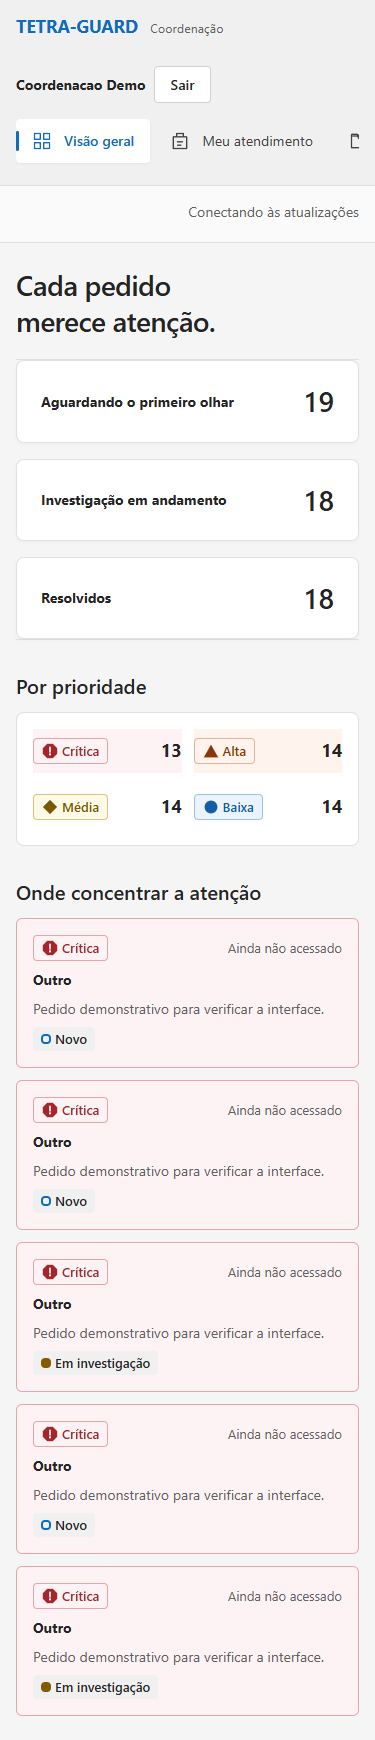 TETRA-GUARD Coordenação
Coordenacao Demo Sair
Visão geral Meu atendimento
Conectando às atualizações
Cada pedido
merece atenção.
Aguardando o primeiro olhar 19
Investigação em andamento 18
Resolvidos 18
Por prioridade
Crítica 13 Alta 14
Média 14 Baixa 14
Onde concentrar a atenção
Crítica Ainda não acessado
Outro
Pedido demonstrativo para verificar a interface.
Novo
Crítica Ainda não acessado
Outro
Pedido demonstrativo para verificar a interface.
Novo
Crítica Ainda não acessado
Outro
Pedido demonstrativo para verificar a interface.
Em investigação
Crítica Ainda não acessado
Outro
Pedido demonstrativo para verificar a interface.
Novo
Crítica Ainda não acessado
Outro
Pedido demonstrativo para verificar a interface.
Em investigação